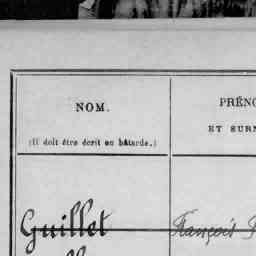 NOM.
(Il doit être écrit en bâtarde.)
PRÉNO
ET SURN
Guillet
François